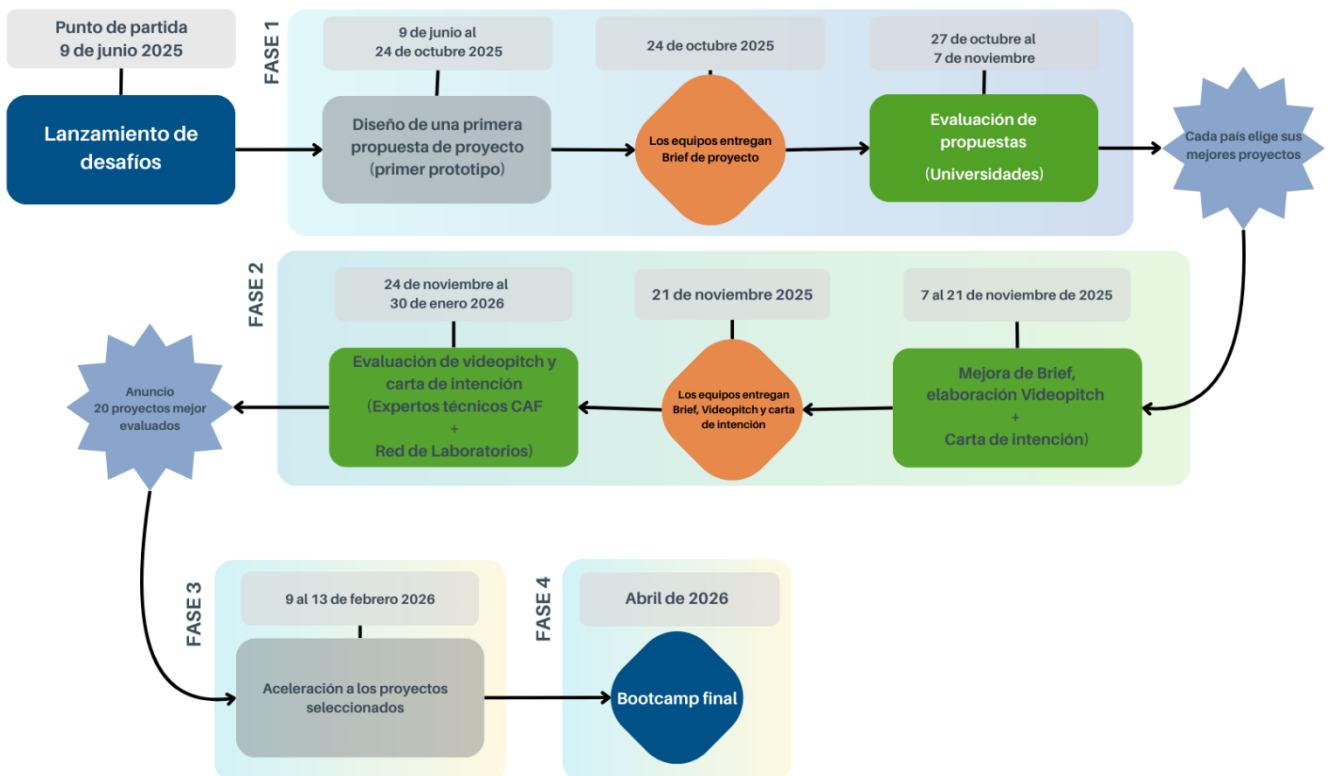 Punto de partida
9 de junio 2025
Lanzamiento de
desafíos
FASE 1
9 de junio al
24 de octubre 2025
Diseño de una primera
propuesta de proyecto
(primer prototipo)
24 de octubre 2025
Los equipos entregan
Brief de proyecto
27 de octubre al
7 de noviembre
Evaluación de
propuestas
(Universidades)
Cada país elige sus
mejores proyectos
FASE 2
7 al 21 de noviembre de 2025
Mejora de Brief,
elaboración Videopitch
+
Carta de intención)
21 de noviembre 2025
Los equipos entregan
Brief, Videopitch y carta
de intención
24 de noviembre al
30 de enero 2026
Evaluación de videopitch y
carta de intención
(Expertos técnicos CAF
+
Red de Laboratorios)
Anuncio
20 proyectos mejor
evaluados
FASE 3
9 al 13 de febrero 2026
Aceleración a los proyectos
seleccionados
FASE 4
Abril de 2026
Bootcamp final